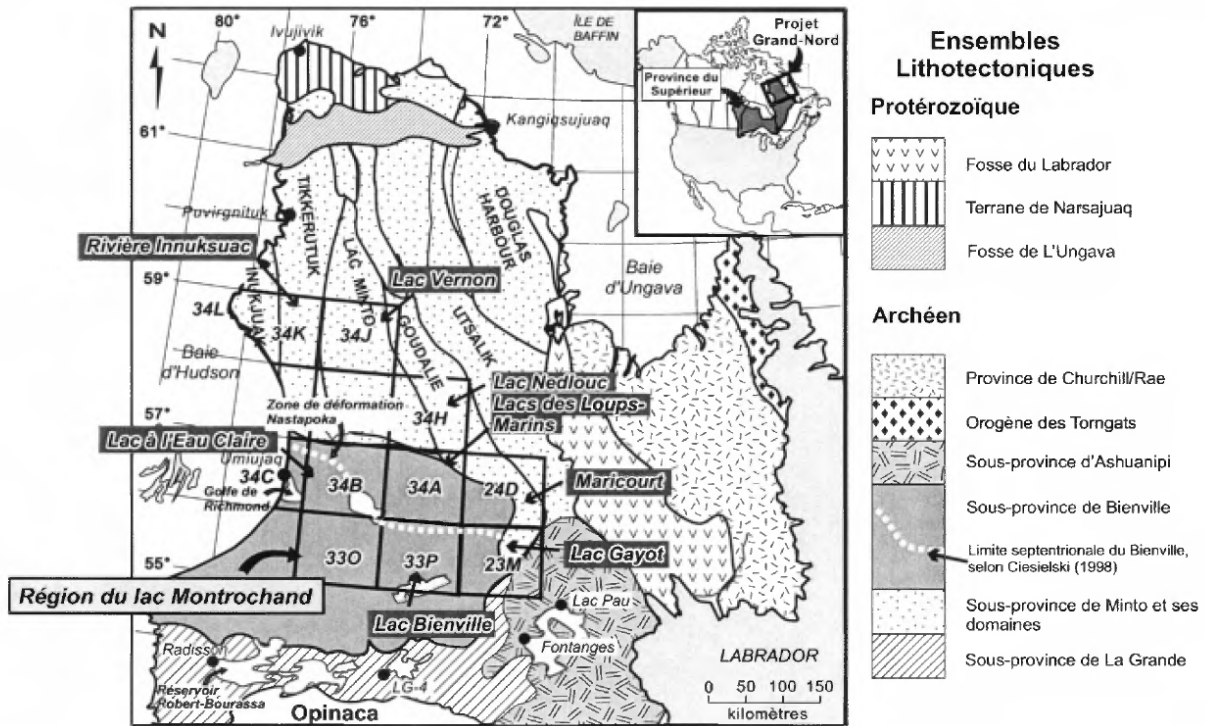 80°
76°
72°
N
Ivujivik
ÎLE DE
BAFFIN
Projet
Grand-Nord
Province du
Supérieur
61°
Kangiqsujuaq
TIKKERUTUK
DOUGLAS
HARBOUR
Puvirgnituk
Rivière Innuksuac
LAC MINTO
Lac Vernon
Baie
d'Ungava
59°
INUKJUAK
34L
34K
34J
GOUDALIE
UTSALIK
Baie
d'Hudson
Lac Nedlouc
Lacs des Loups-
Marins
Zone de déformation
Nastapoka
34H
57°
Lac à l'Eau Claire
Umiujaq
34C
34B
34A
24D
Maricourt
Golfe de
Richmond
33O
33P
23M
Lac Gayot
55°
Région du lac Montrochand
Lac Bienville
Lac Pau
Fontanges
Radisson
LG-4
Réservoir
Robert-Bourassa
Opinaca
LABRADOR
0 50 100 150
kilomètres
Ensembles
Lithotectoniques
Protérozoïque
Fosse du Labrador
Terrane de Narsajuaq
Fosse de L'Ungava
Archéen
Province de Churchill/Rae
Orogène des Torngats
Sous-province d'Ashuanipi
Sous-province de Bienville
Limite septentrionale du Bienville,
selon Ciesielski (1998)
Sous-province de Minto et ses
domaines
Sous-province de La Grande